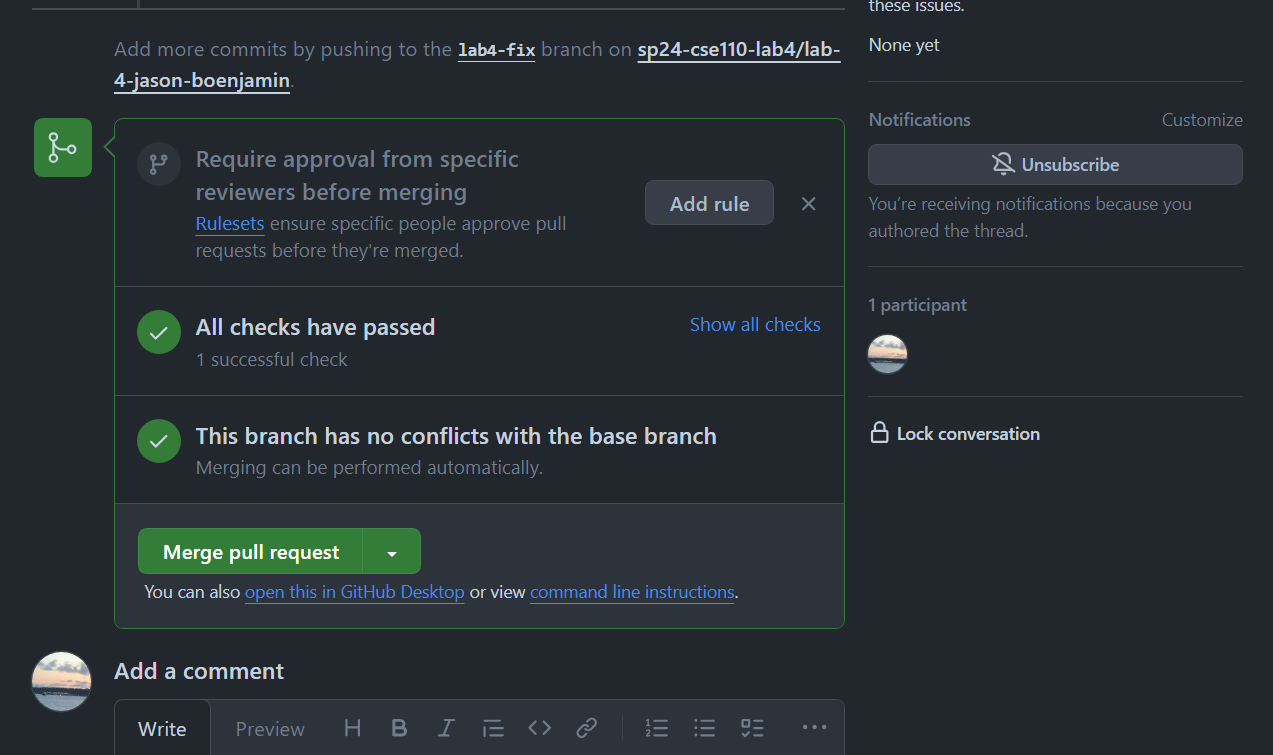 these issues.
None yet
Add more commits by pushing to the lab4-fix branch on sp24-cse110-lab4/lab-
4-jason-boenjamin.
Require approval from specific
reviewers before merging
Rulesets ensure specific people approve pull
requests before they're merged.
Add rule
All checks have passed
1 successful check
Show all checks
This branch has no conflicts with the base branch
Merging can be performed automatically.
Merge pull request
You can also open this in GitHub Desktop or view command line instructions.
Add a comment
Write
Preview
Notifications
Customize
Unsubscribe
You’re receiving notifications because you
authored the thread.
1 participant
Lock conversation